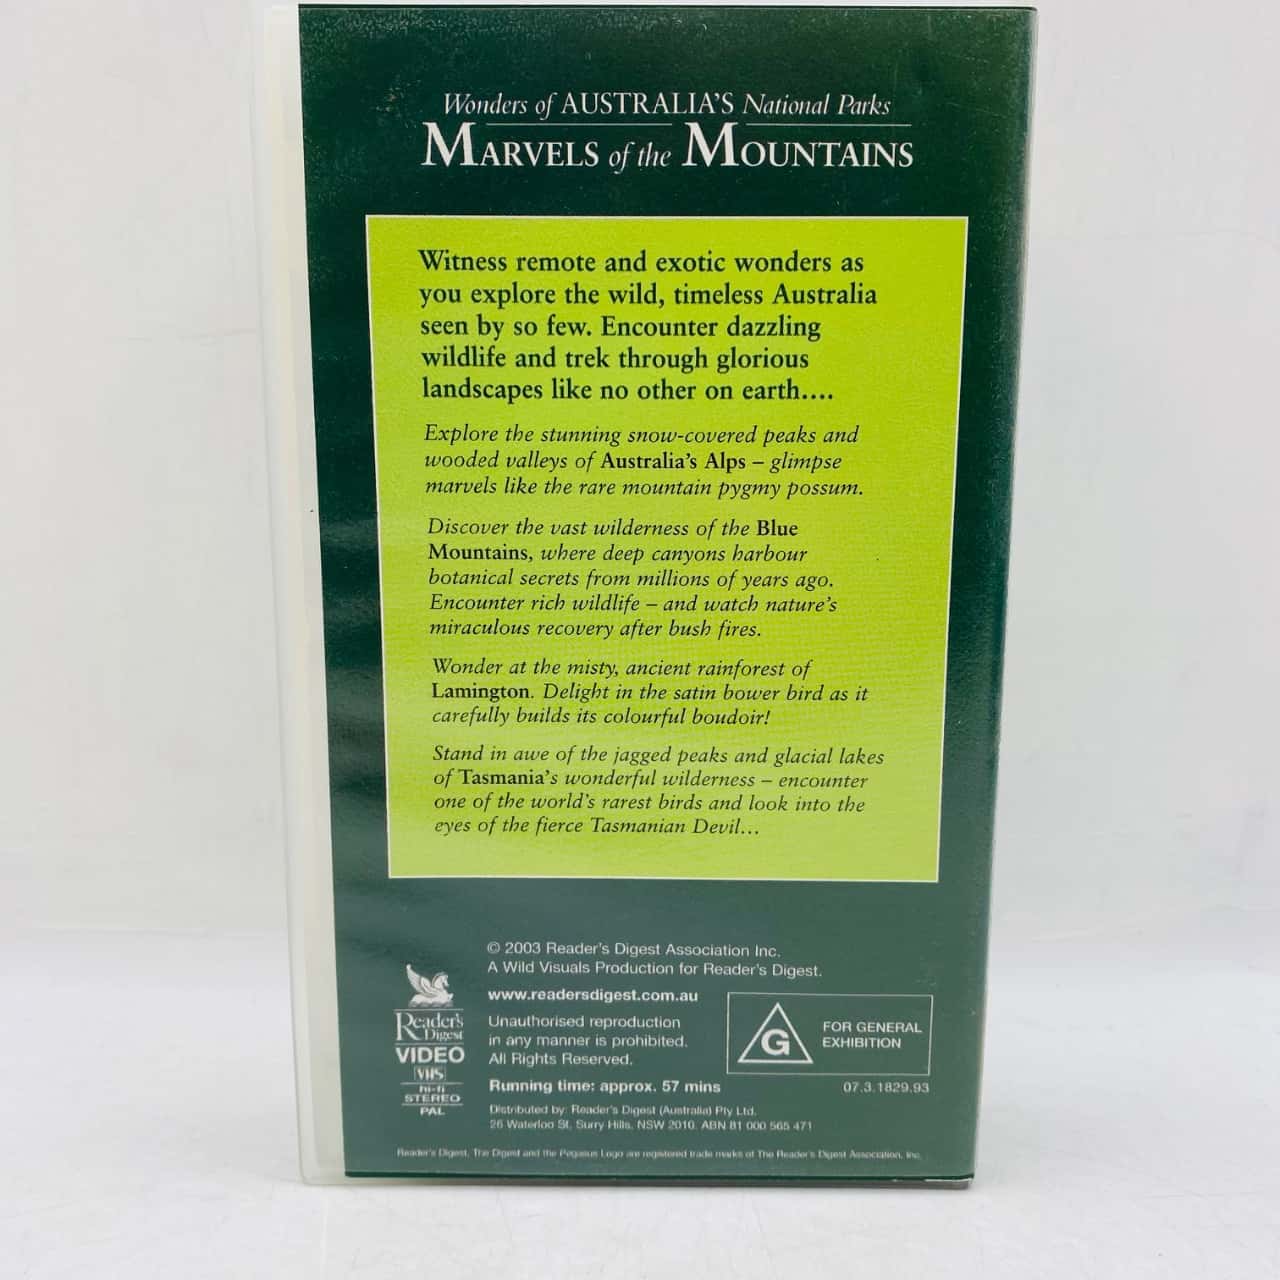 Wonders of AUSTRALIA'S National Parks
MARVELS of the MOUNTAINS
Witness remote and exotic wonders as
you explore the wild, timeless Australia
seen by so few. Encounter dazzling
wildlife and trek through glorious
landscapes like no other on earth....
Explore the stunning snow-covered peaks and
wooded valleys of Australia's Alps – glimpse
marvels like the rare mountain pygmy possum.
Discover the vast wilderness of the Blue
Mountains, where deep canyons harbour
botanical secrets from millions of years ago.
Encounter rich wildlife – and watch nature's
miraculous recovery after bush fires.
Wonder at the misty, ancient rainforest of
Lamington. Delight in the satin bower bird as it
carefully builds its colourful boudoir!
Stand in awe of the jagged peaks and glacial lakes
of Tasmania's wonderful wilderness – encounter
one of the world's rarest birds and look into the
eyes of the fierce Tasmanian Devil...
© 2003 Reader's Digest Association Inc.
A Wild Visuals Production for Reader's Digest.
www.readersdigest.com.au
Unauthorised reproduction
in any manner is prohibited.
All Rights Reserved.
Running time: approx. 57 mins
Distributed by: Reader's Digest (Australia) Pty Ltd.
26 Waterloo St, Surry Hills, NSW 2010. ABN 81 000 565 471
Reader's
Digest
VIDEO
VHS
hi-fi
STEREO
PAL
G
FOR GENERAL
EXHIBITION
07.3.1829.93
Reader's Digest, The Digest and the Pegasus Logo are registered trade marks of The Reader's Digest Association, Inc.